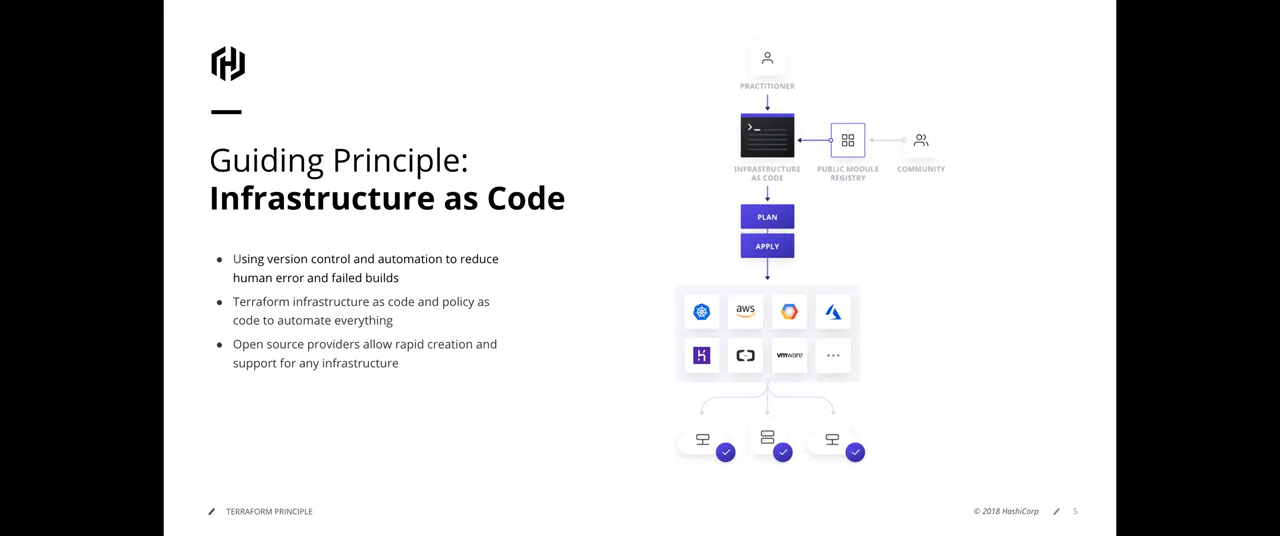 Guiding Principle:
Infrastructure as Code
● Using version control and automation to reduce
human error and failed builds
● Terraform infrastructure as code and policy as
code to automate everything
● Open source providers allow rapid creation and
support for any infrastructure
PRACTITIONER
INFRASTRUCTURE
AS CODE
PUBLIC MODULE
REGISTRY
COMMUNITY
PLAN
APPLY
aws
vmware
TERRAFORM PRINCIPLE
© 2018 HashiCorp
5